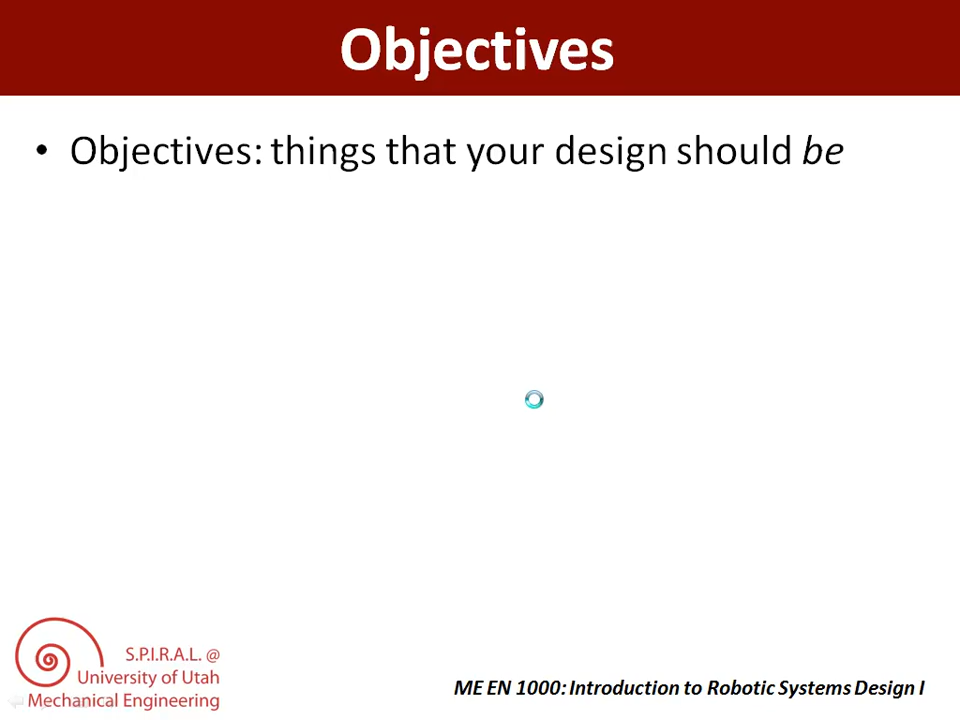 Objectives
• Objectives: things that your design should be
S.P.I.R.A.L. @
University of Utah
Mechanical Engineering
ME EN 1000: Introduction to Robotic Systems Design I